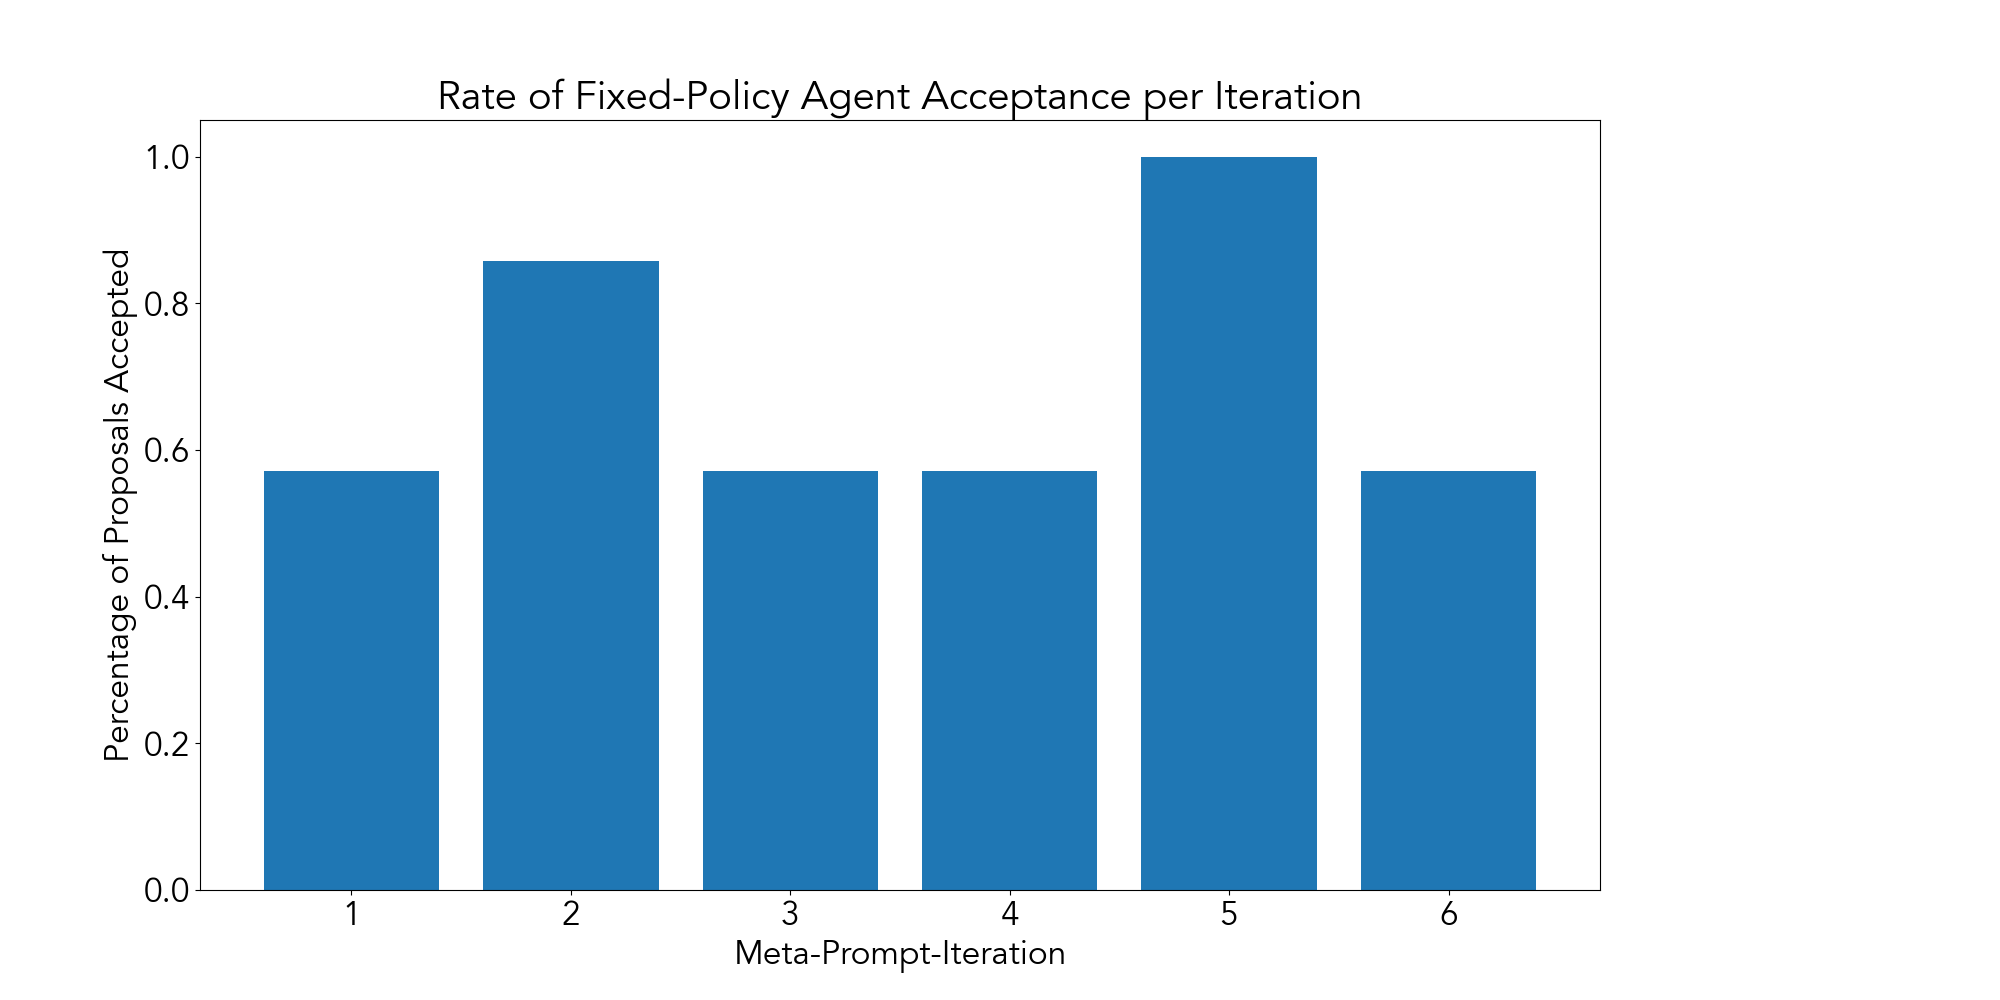 Rate of Fixed-Policy Agent Acceptance per Iteration
Percentage of Proposals Accepted
1.0
0.8
0.6
0.4
0.2
0.0
1 2 3 4 5 6
Meta-Prompt-Iteration